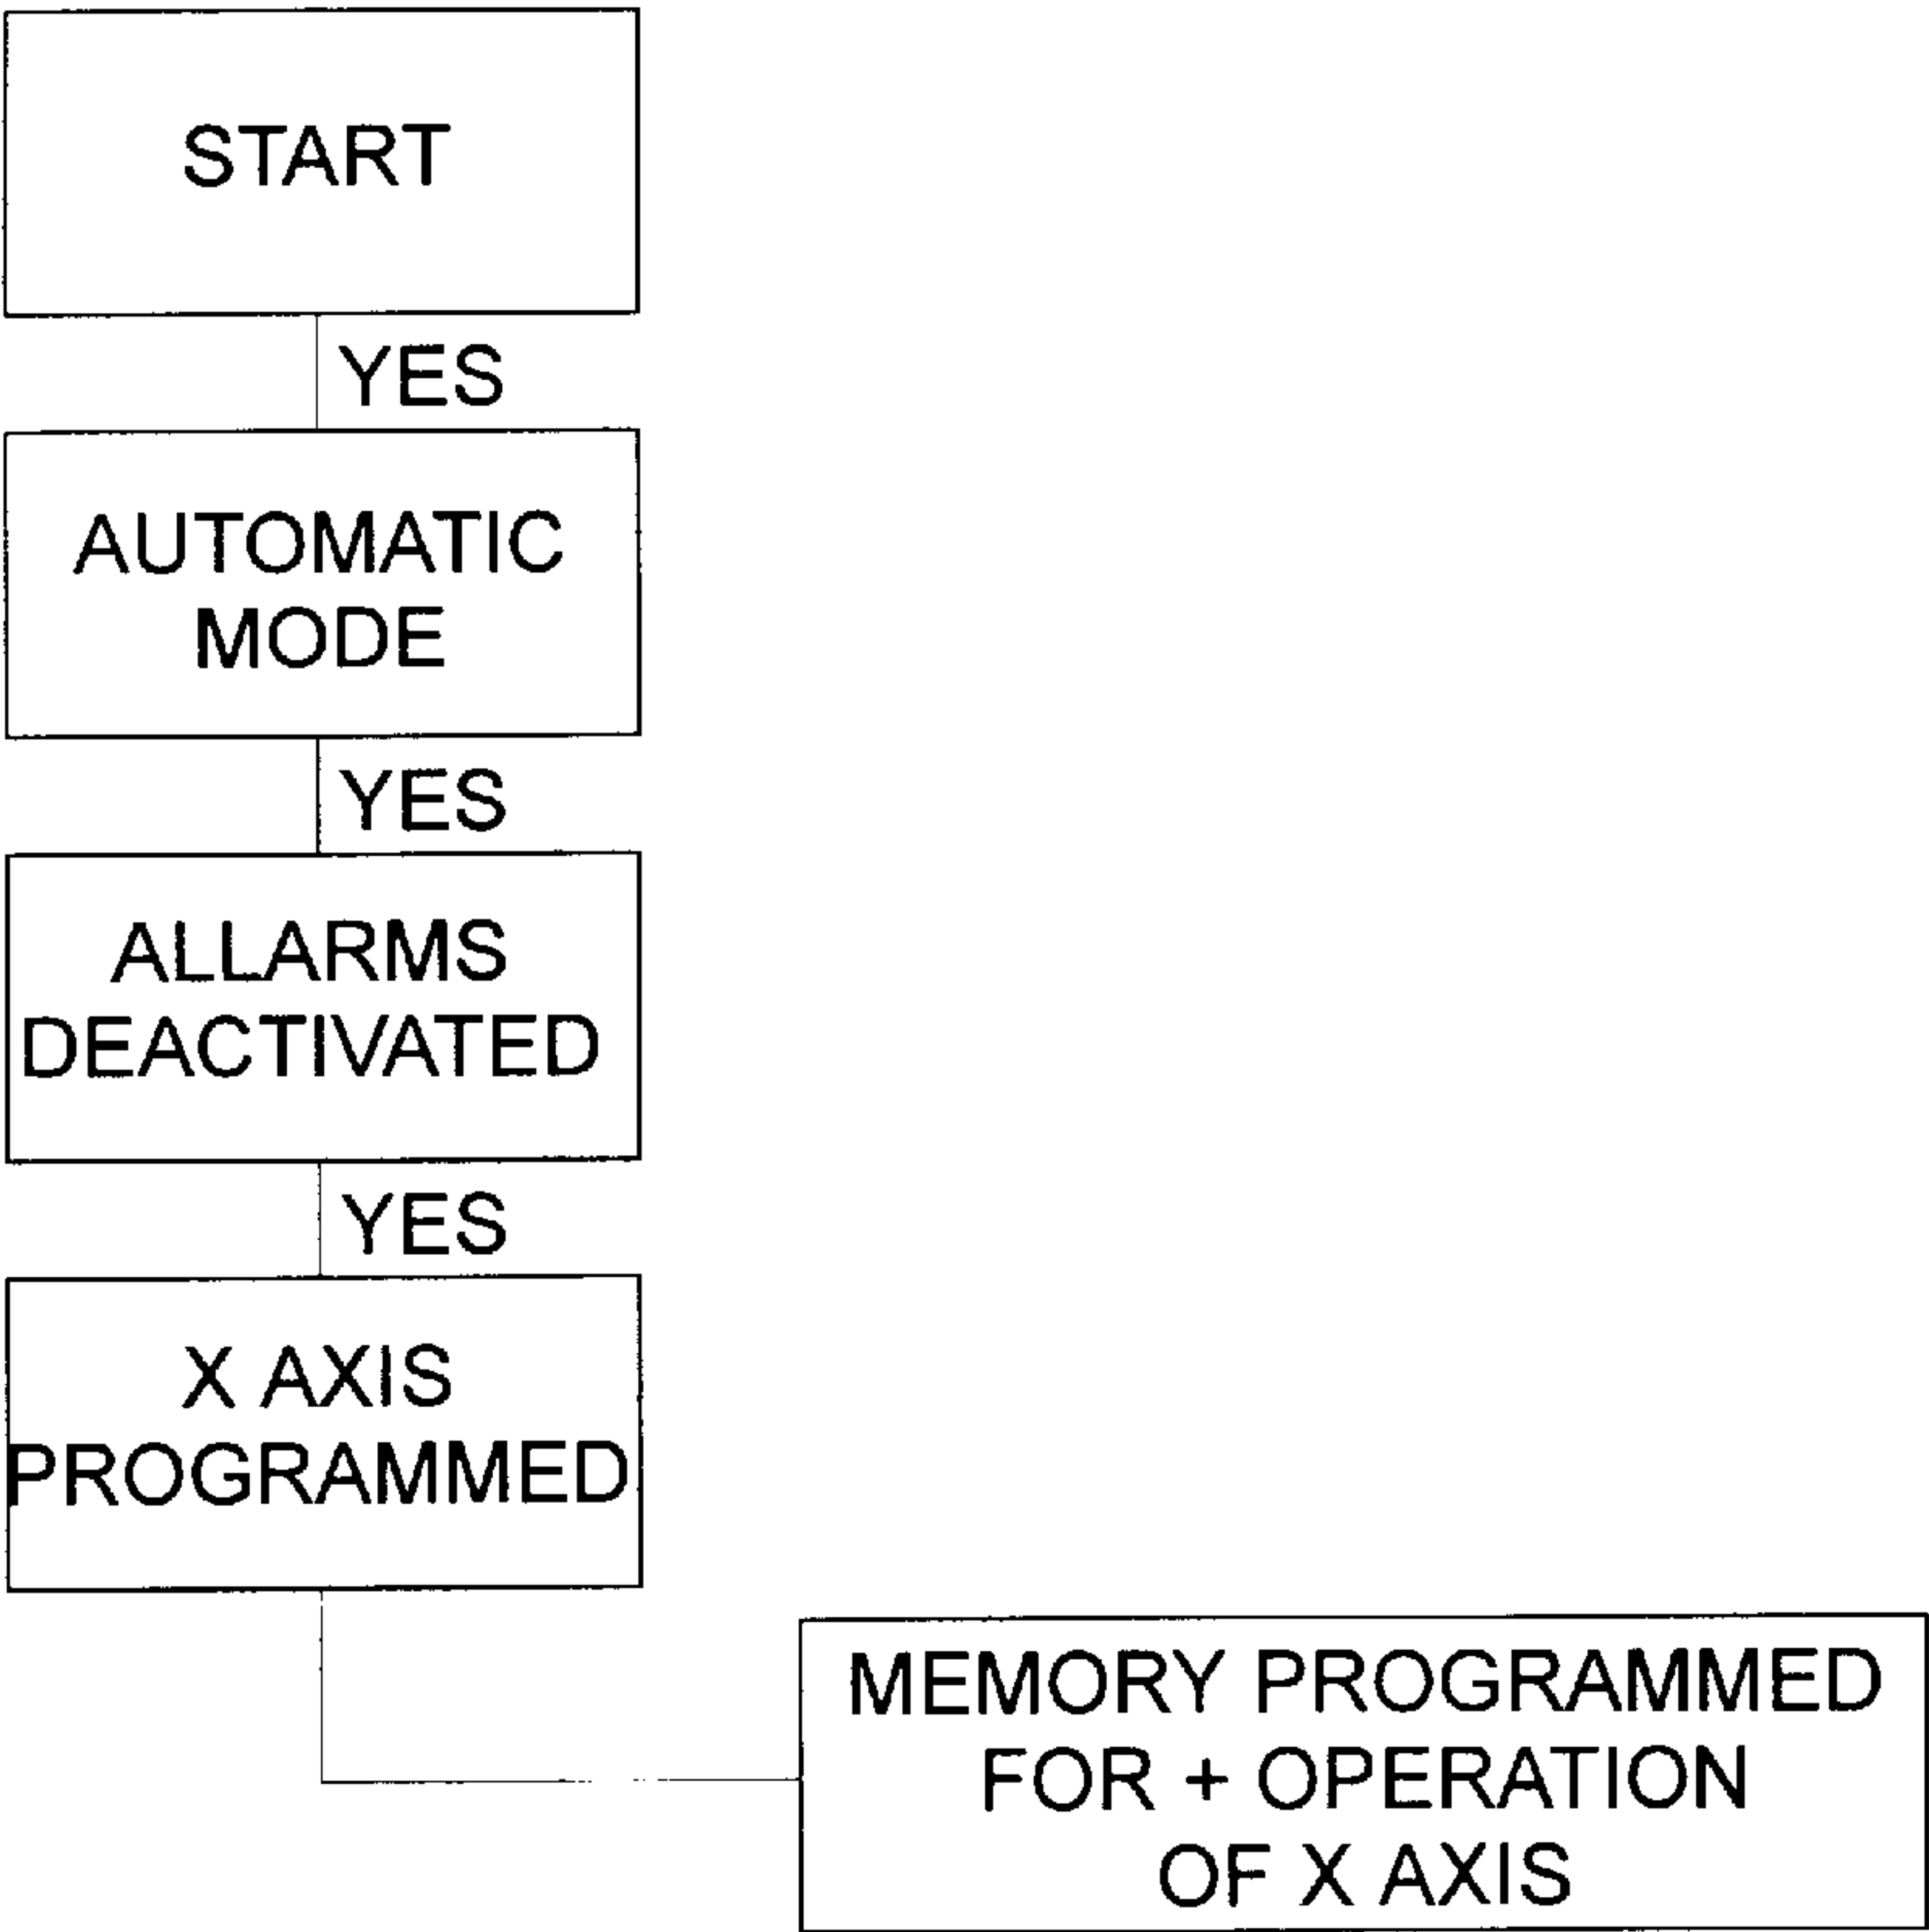 START
YES
AUTOMATIC
MODE
YES
ALLARMS
DEACTIVATED
YES
X AXIS
PROGRAMMED
MEMORY PROGRAMMED
FOR + OPERATION
OF X AXIS